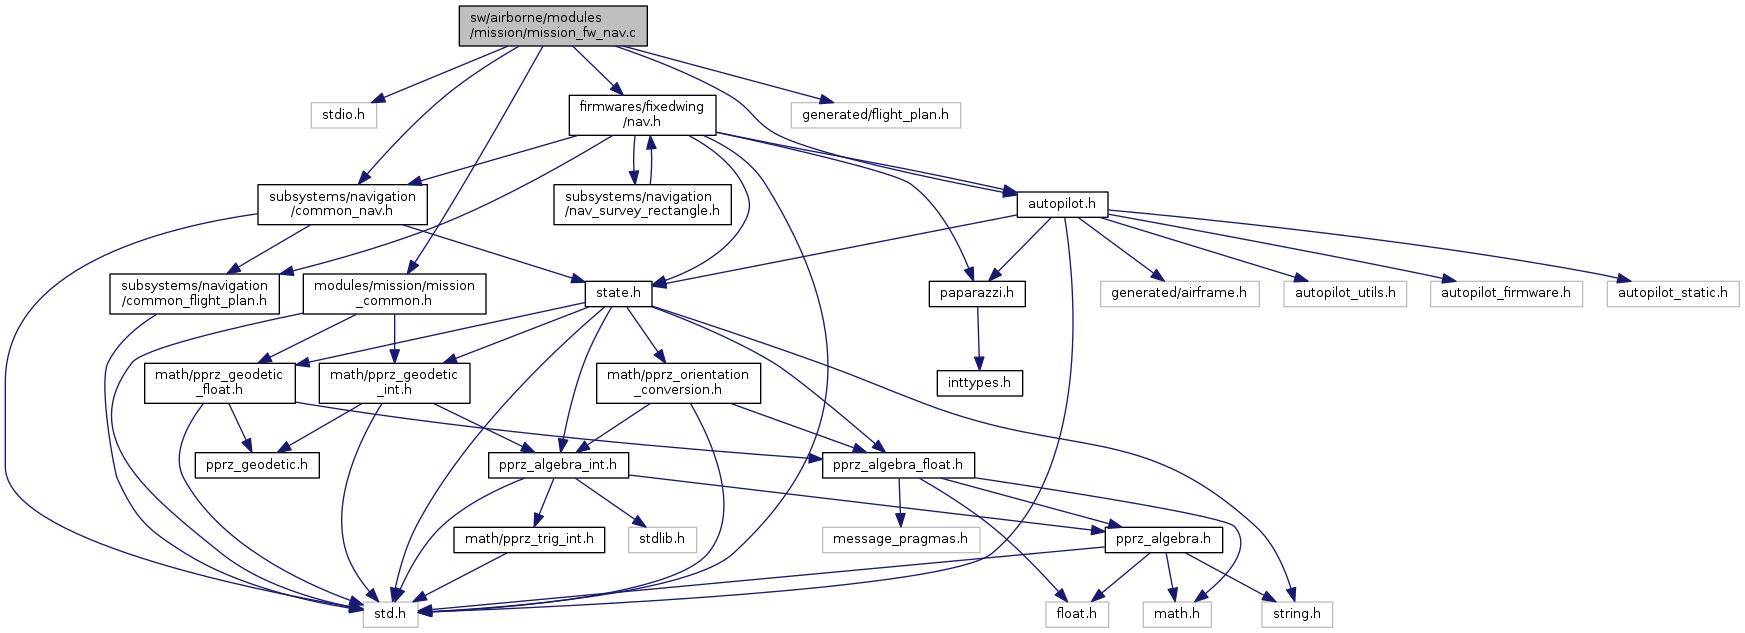 sw/airborne/modules
/mission/mission_fw_nav.c
stdio.h
firmwares/fixedwing
/nav.h
generated/flight_plan.h
subsystems/navigation
/common_nav.h
subsystems/navigation
/nav_survey_rectangle.h
autopilot.h
subsystems/navigation
/common_flight_plan.h
modules/mission/mission
_common.h
state.h
paparazzi.h
generated/airframe.h
autopilot_utils.h
autopilot_firmware.h
autopilot_static.h
math/pprz_geodetic
_float.h
math/pprz_geodetic
_int.h
math/pprz_orientation
_conversion.h
inttypes.h
pprz_geodetic.h
pprz_algebra_int.h
pprz_algebra_float.h
math/pprz_trig_int.h
stdlib.h
message_pragmas.h
pprz_algebra.h
std.h
float.h
math.h
string.h